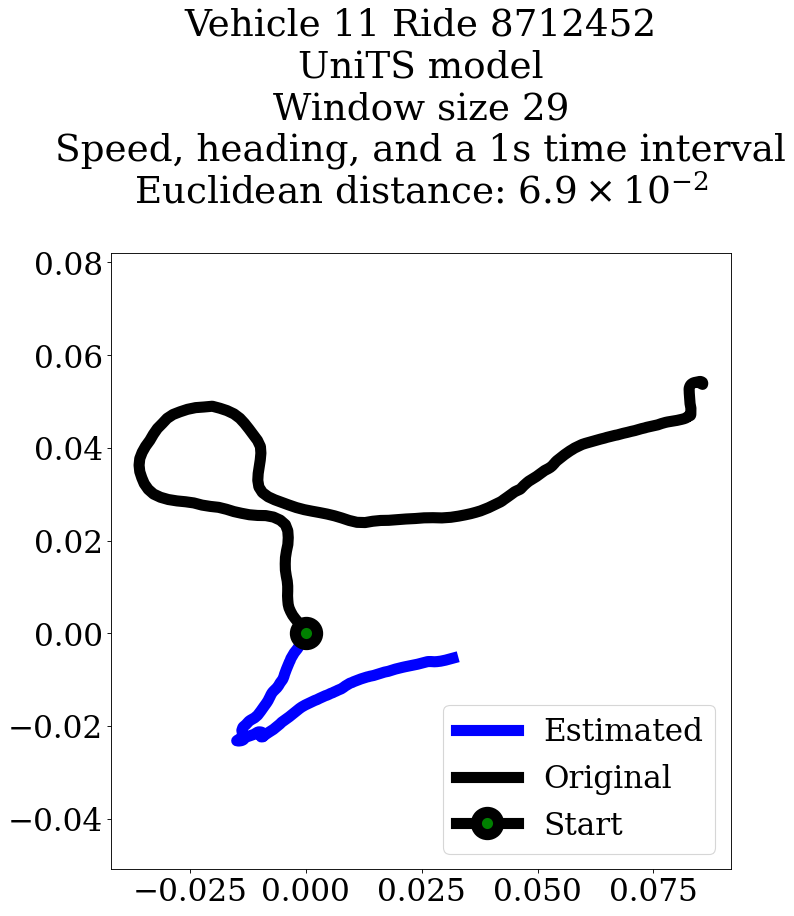 Vehicle 11 Ride 8712452
UniTS model
Window size 29
Speed, heading, and a 1s time interval
Euclidean distance: 6.9 × 10⁻²
0.08
0.06
0.04
0.02
0.00
−0.02
−0.04
Estimated
Original
Start
−0.025 0.000 0.025 0.050 0.075